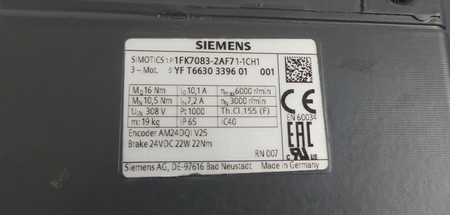 SIEMENS
SIMOTICS 1P 1FK7083-2AF71-1CH1
3 - Mot. S YF T6630 3396 01 001
M0 16 Nm I0 10,1 A nmax 6000 r/min
MN 10,5 Nm IN 7,2 A nN 3000 r/min
UIN 308 V Pt 1000 Th.Cl.155 (F)
m: 19 kg IP 65 IC40
EN 60034
Encoder AM24DQI V25
Brake 24VDC 22W 22Nm
RN 007
Siemens AG, DE-97616 Bad Neustadt Made in Germany
CE
EAC